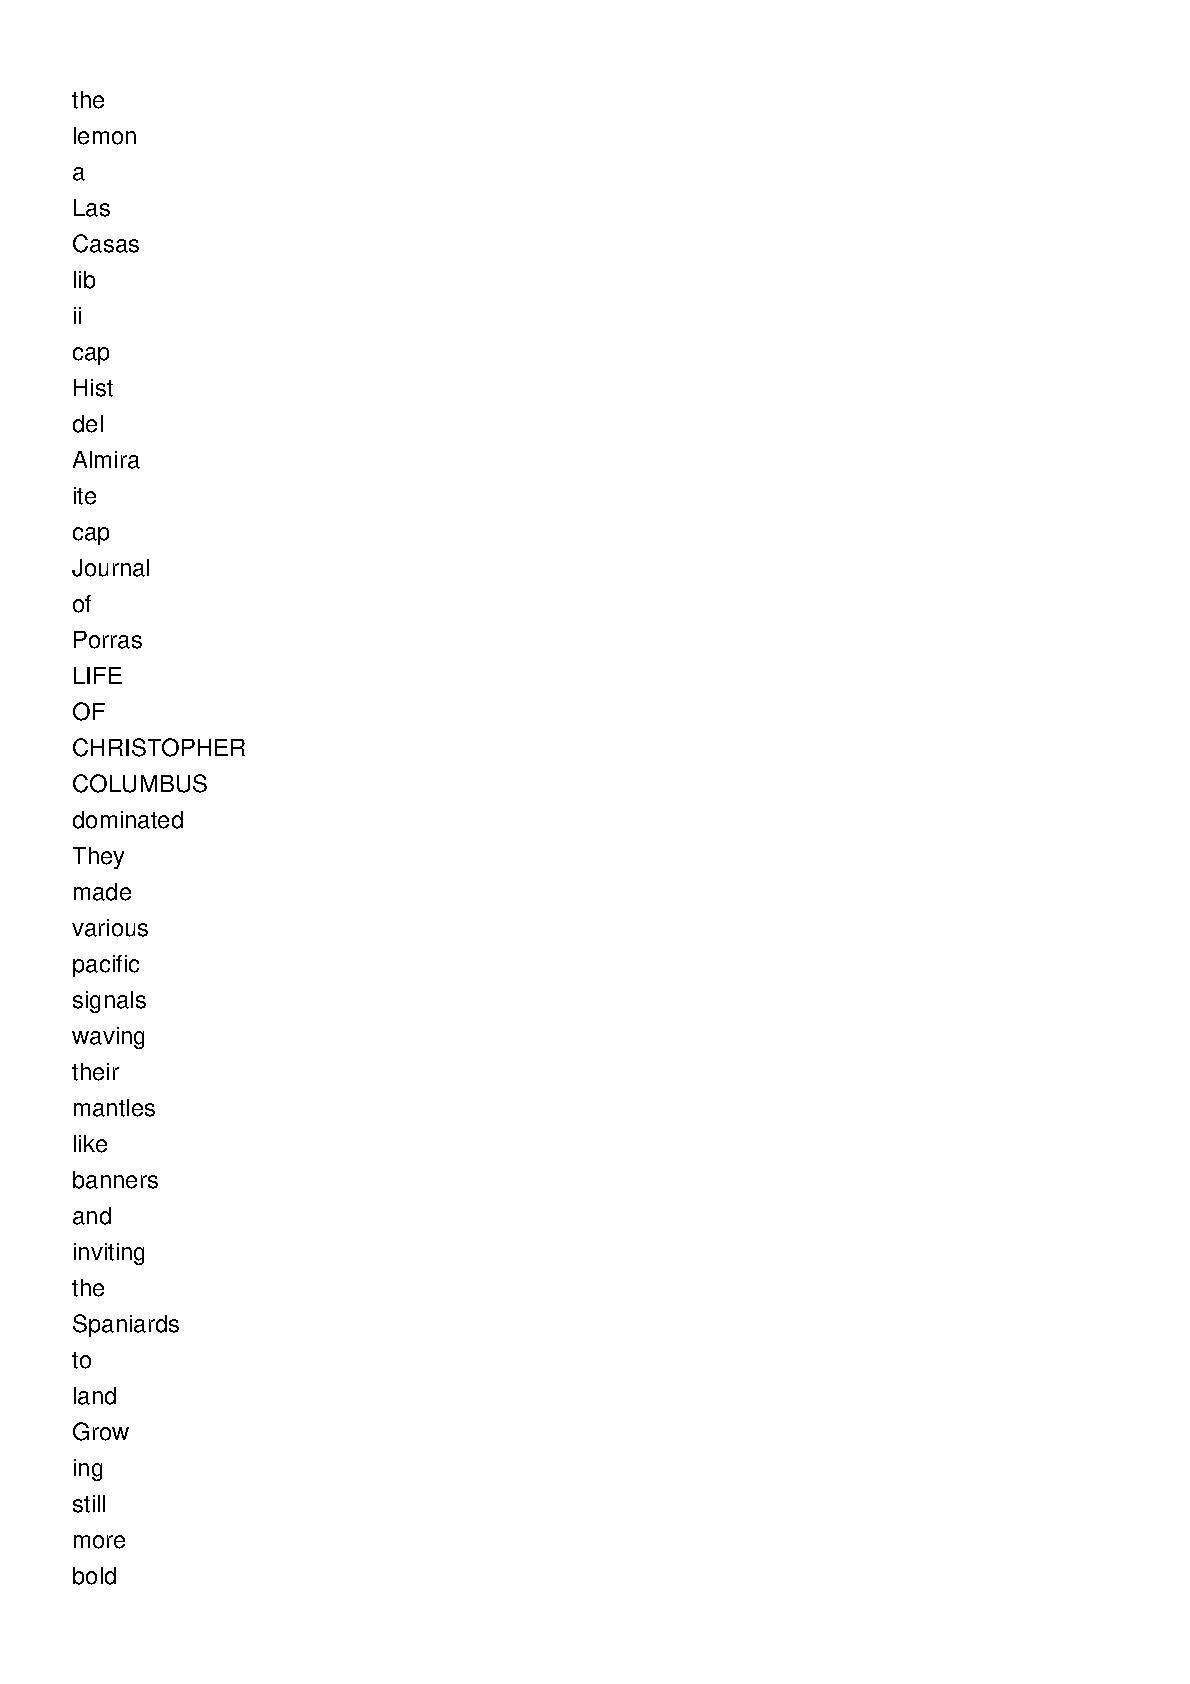 the
lemon
a
Las
Casas
lib
ii
cap
Hist
del
Almira
ite
cap
Journal
of
Porras
LIFE
OF
CHRISTOPHER
COLUMBUS
dominated
They
made
various
pacific
signals
waving
their
mantles
like
banners
and
inviting
the
Spaniards
to
land
Grow
ing
still
more
bold